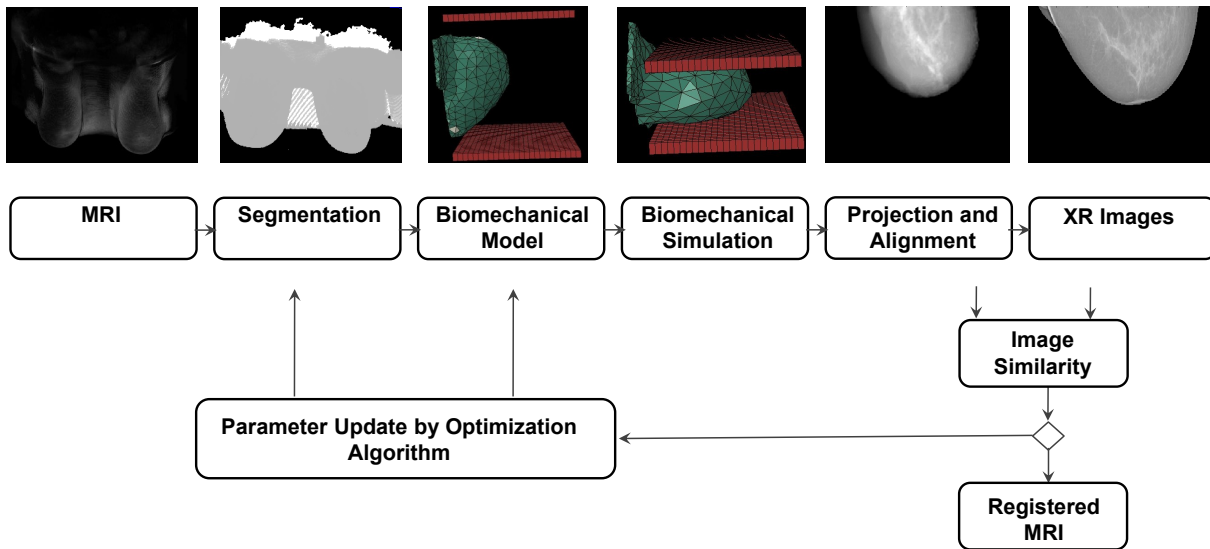 MRI
Segmentation
Biomechanical
Model
Biomechanical
Simulation
Projection and
Alignment
XR Images
Image
Similarity
Parameter Update by Optimization
Algorithm
Registered
MRI